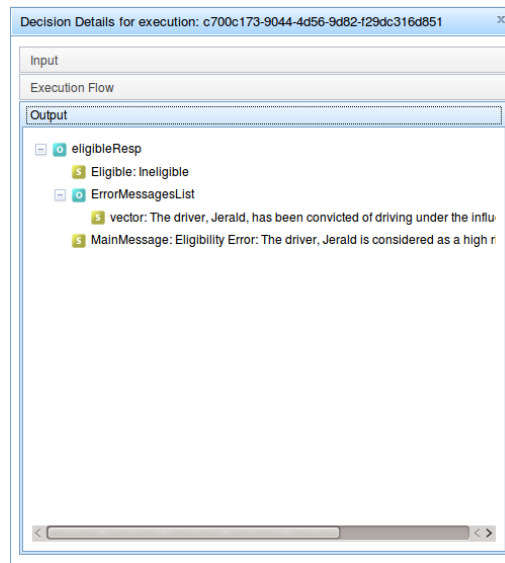 Decision Details for execution: c700c173-9044-4d56-9d82-f29dc316d851 x
Input
Execution Flow
Output
O eligibleResp
S Eligible: Ineligible
O ErrorMessagesList
S vector: The driver, Jerald, has been convicted of driving under the influ
S MainMessage: Eligibility Error: The driver, Jerald is considered as a high ri